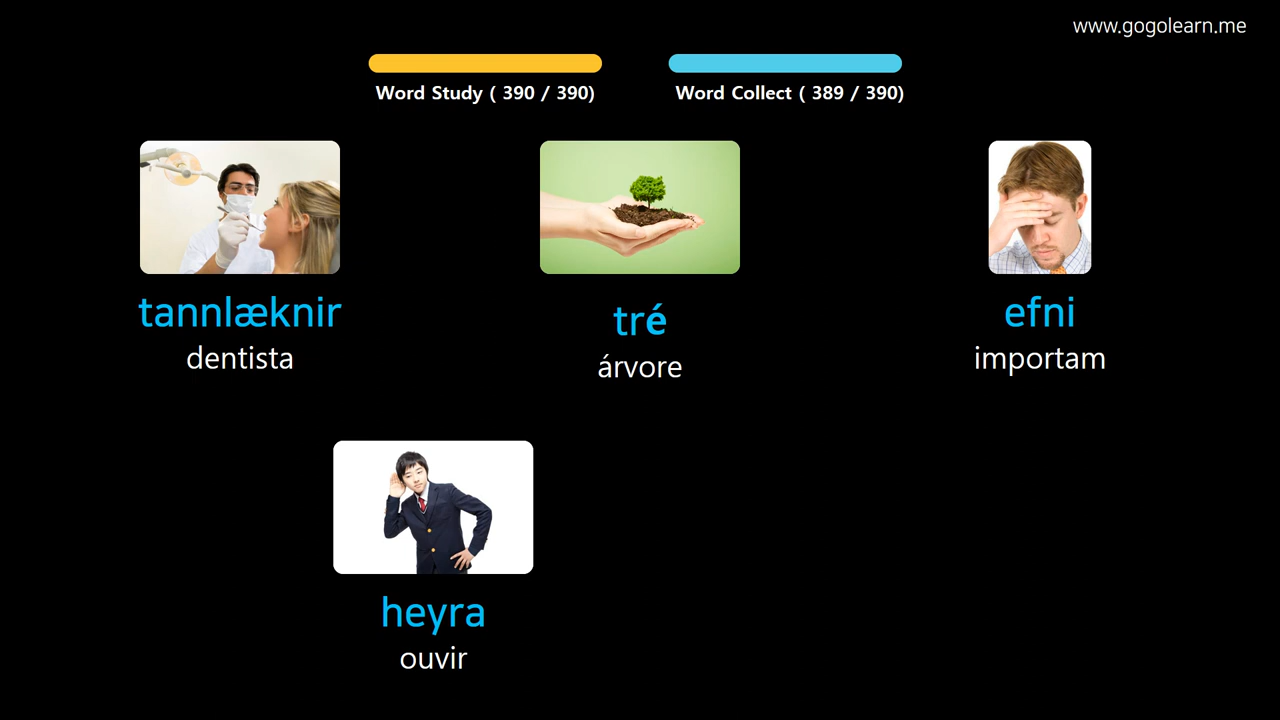 www.gogolearn.me
Word Study ( 390 / 390)
Word Collect ( 389 / 390)
tannlæknir
dentista
tré
árvore
efni
importam
heyra
ouvir